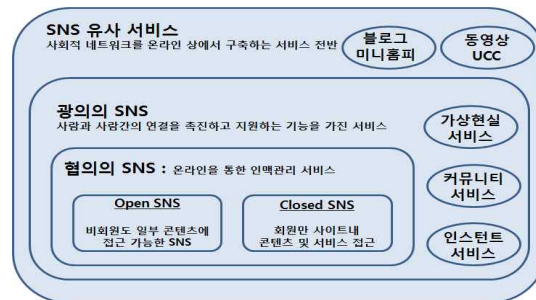 SNS 유사 서비스
사회적 네트워크를 온라인 상에서 구축하는 서비스 전반
블로그
미니홈피
동영상
UCC
광의의 SNS
사람과 사람간의 연결을 촉진하고 지원하는 기능을 가진 서비스
가상현실
서비스
협의의 SNS : 온라인을 통한 인맥관리 서비스
Open SNS
비회원도 일부 콘텐츠에
접근 가능한 SNS
Closed SNS
회원만 사이트내
콘텐츠 및 서비스 접근
커뮤니티
서비스
인스턴트
서비스